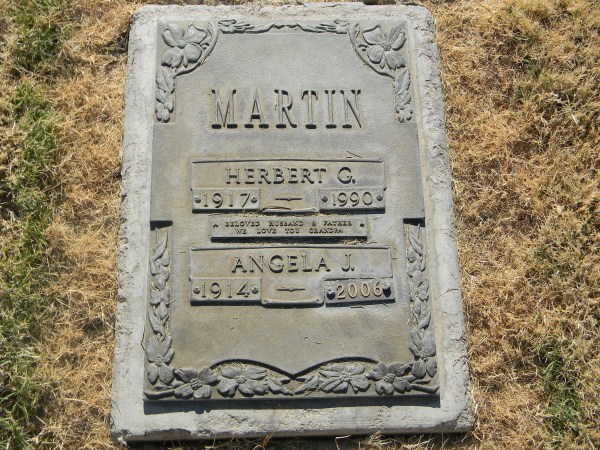 MARTIN
HERBERT G.
1917 — 1990
BELOVED HUSBAND & FATHER
WE LOVE YOU GRANDPA
ANGELA J.
1914 — 2006